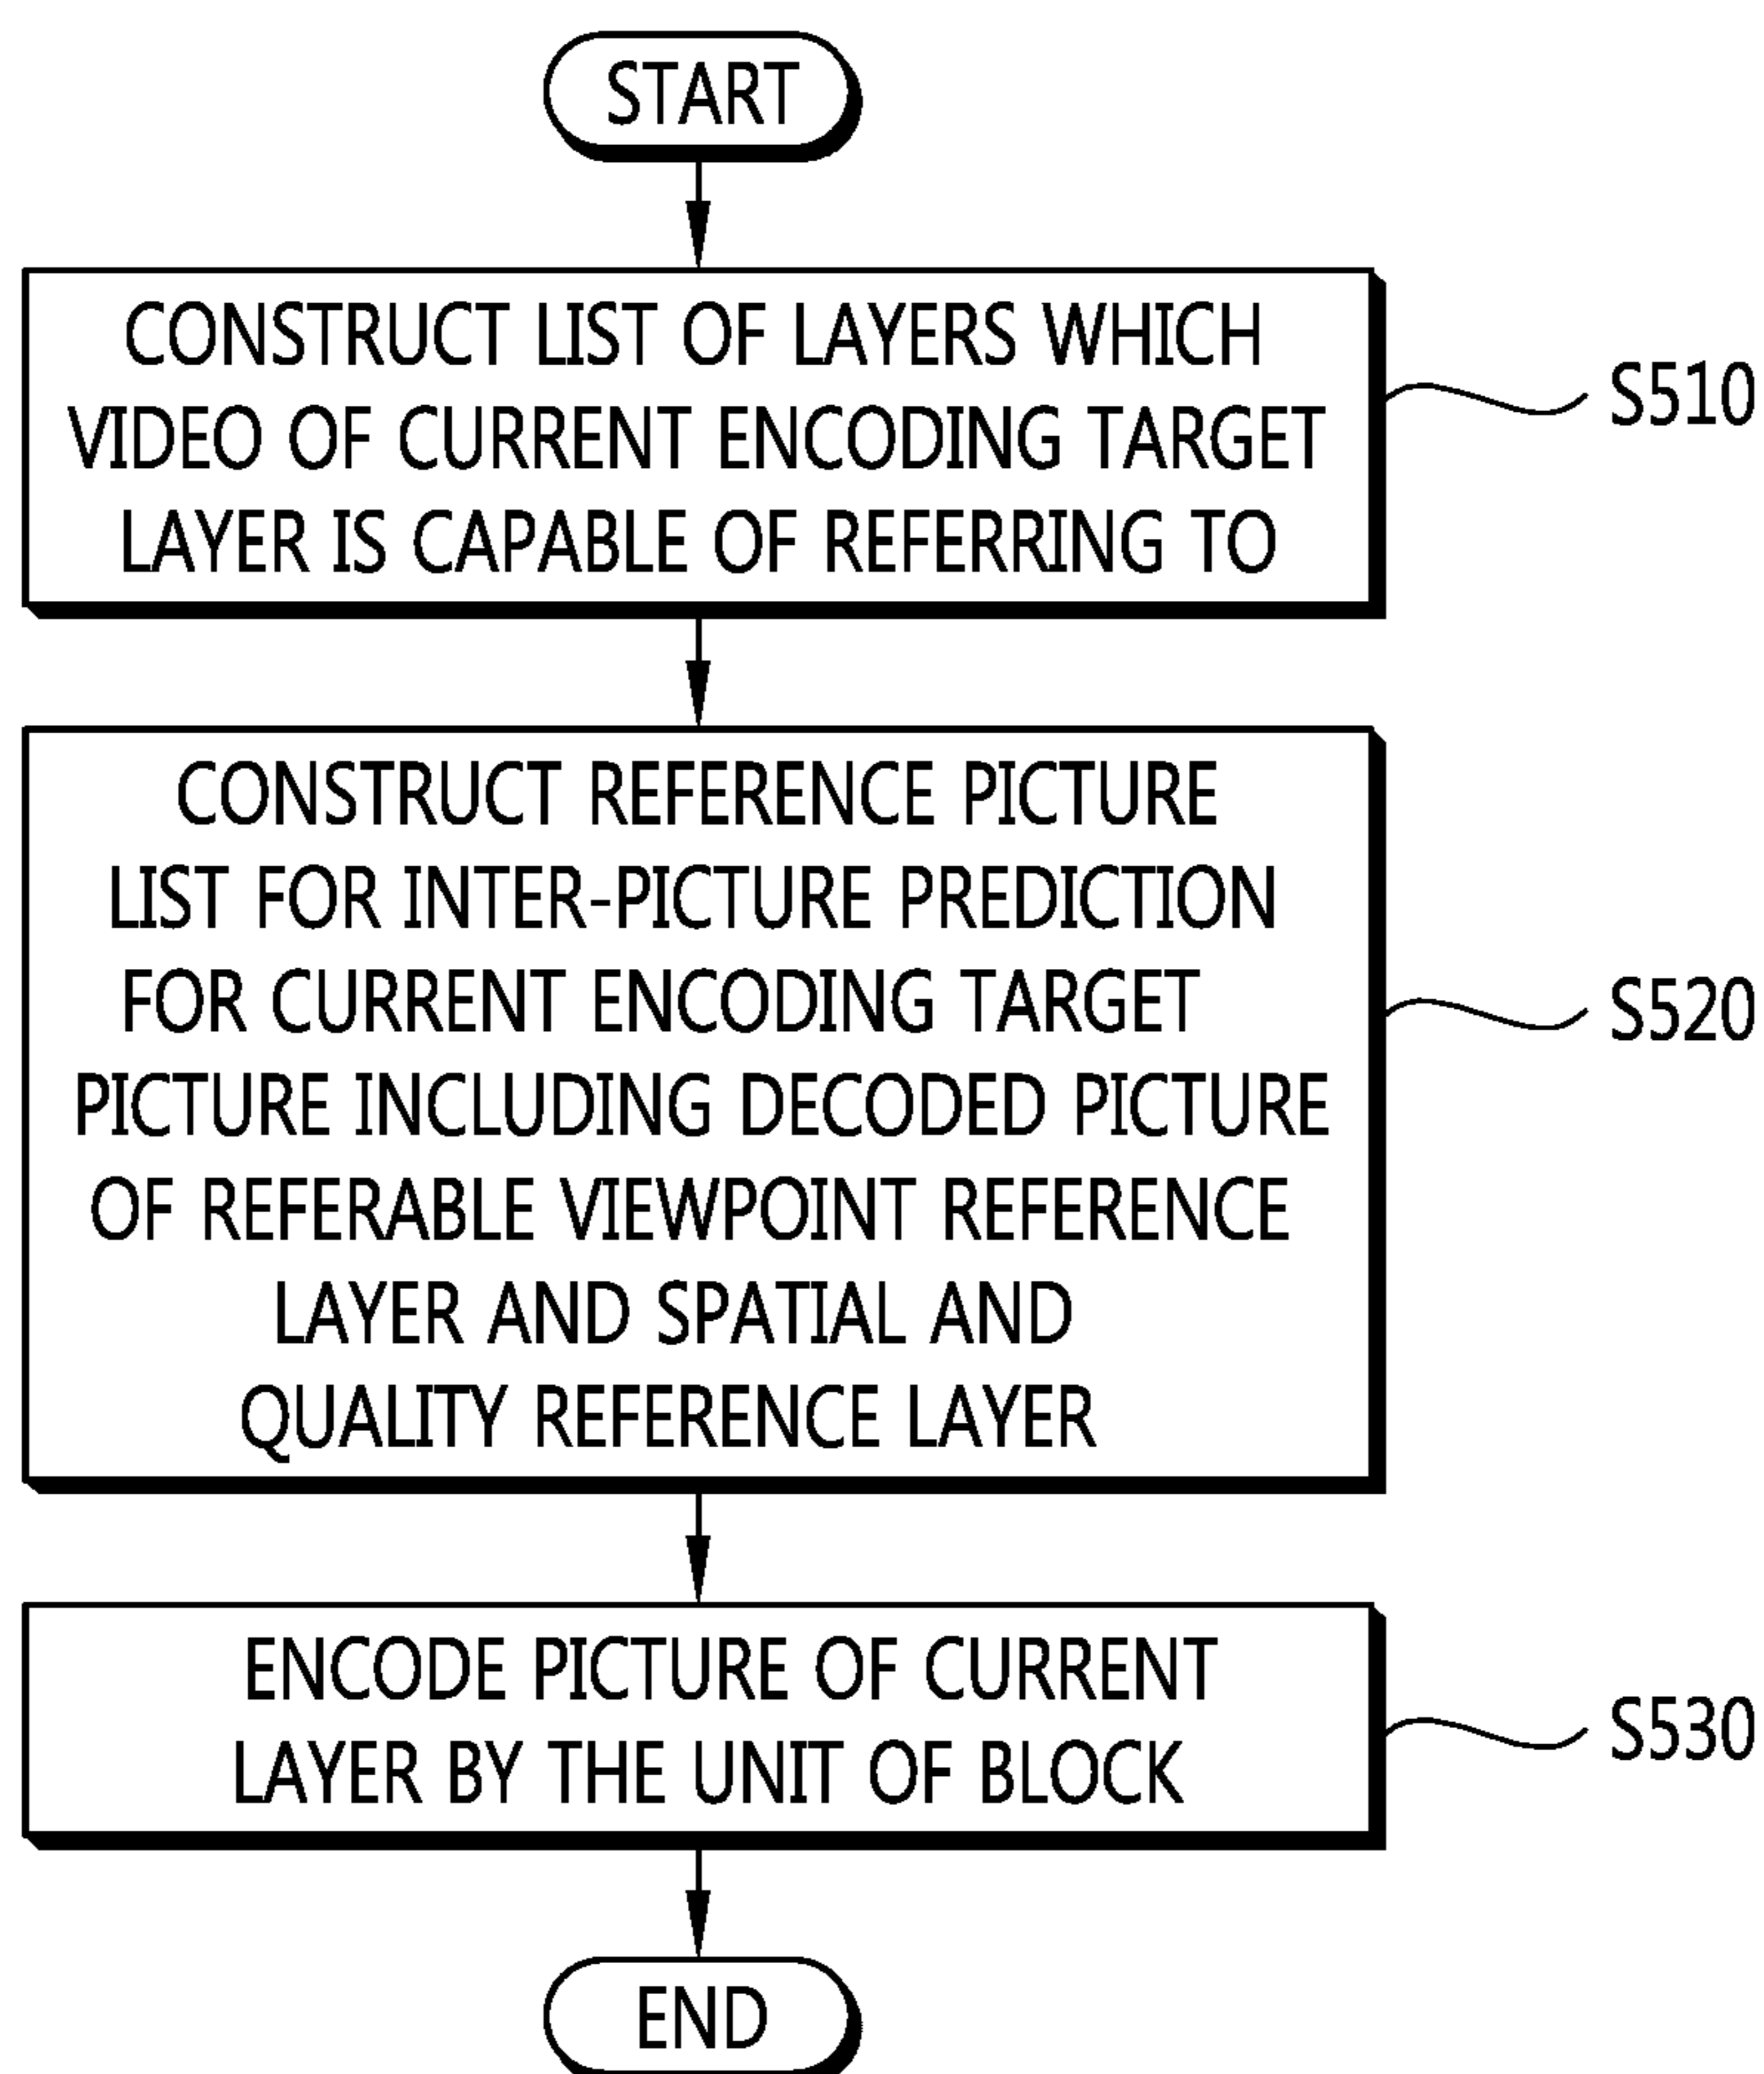 START
CONSTRUCT LIST OF LAYERS WHICH
VIDEO OF CURRENT ENCODING TARGET
LAYER IS CAPABLE OF REFERRING TO
S510
CONSTRUCT REFERENCE PICTURE
LIST FOR INTER-PICTURE PREDICTION
FOR CURRENT ENCODING TARGET
PICTURE INCLUDING DECODED PICTURE
OF REFERABLE VIEWPOINT REFERENCE
LAYER AND SPATIAL AND
QUALITY REFERENCE LAYER
S520
ENCODE PICTURE OF CURRENT
LAYER BY THE UNIT OF BLOCK
S530
END